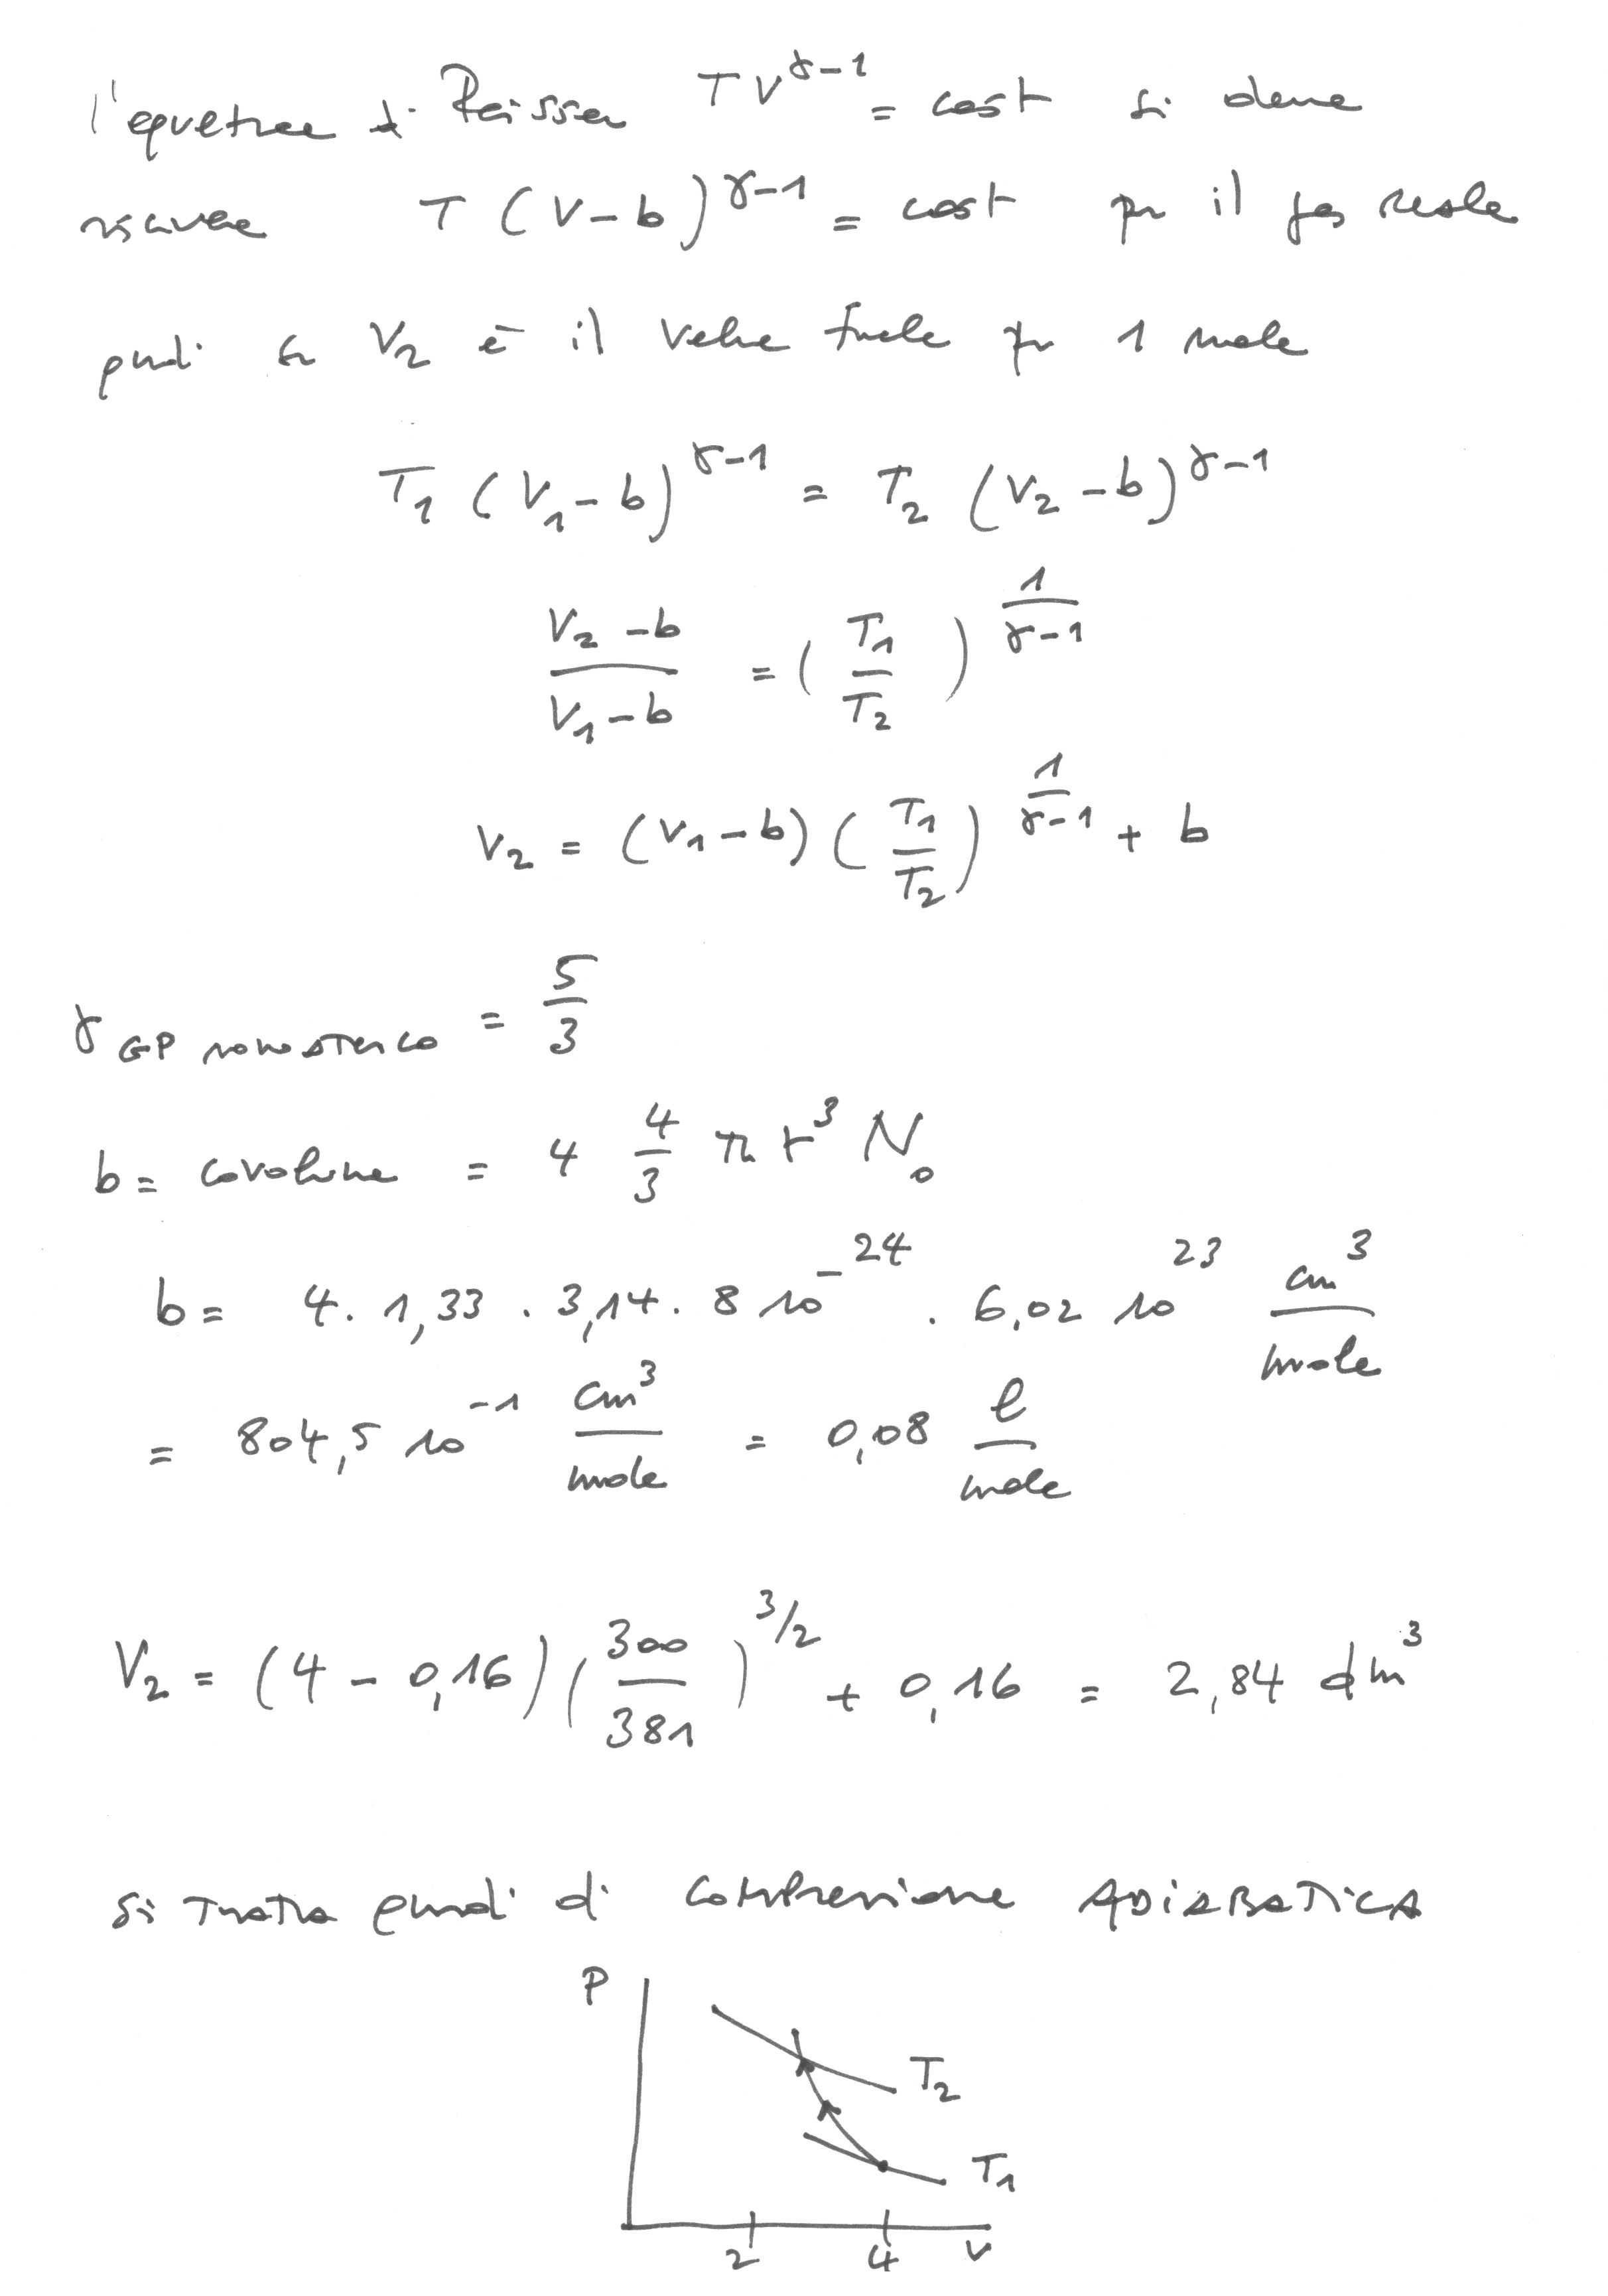 l'equazione di Poisson TV^γ-1 = cost si deve
riscrivere T (V-b)^γ-1 = cost per il gas reale
quindi se V₂ è il volume finale per 1 mole
T₁ (V₁-b)^γ-1 = T₂ (V₂-b)^γ-1
(V₂-b)/(V₁-b) = (T₁/T₂)^1/(γ-1)
V₂ = (V₁-b) (T₁/T₂)^1/(γ-1) + b
γ GP monoatomico = 5/3
b = covolume = 4 4/3 π r³ N₀
b = 4 . 1,33 . 3,14 . 8 10^-24 . 6,02 10^23 cm³/mole
= 804,5 10^-1 cm³/mole = 0,08 l/mole
V₂ = (4 - 0,16) (300/381)^3/2 + 0,16 = 2,84 dm³
Si tratta quindi di compressione ADIABATICA
P
T₂
T₁
2 4 V